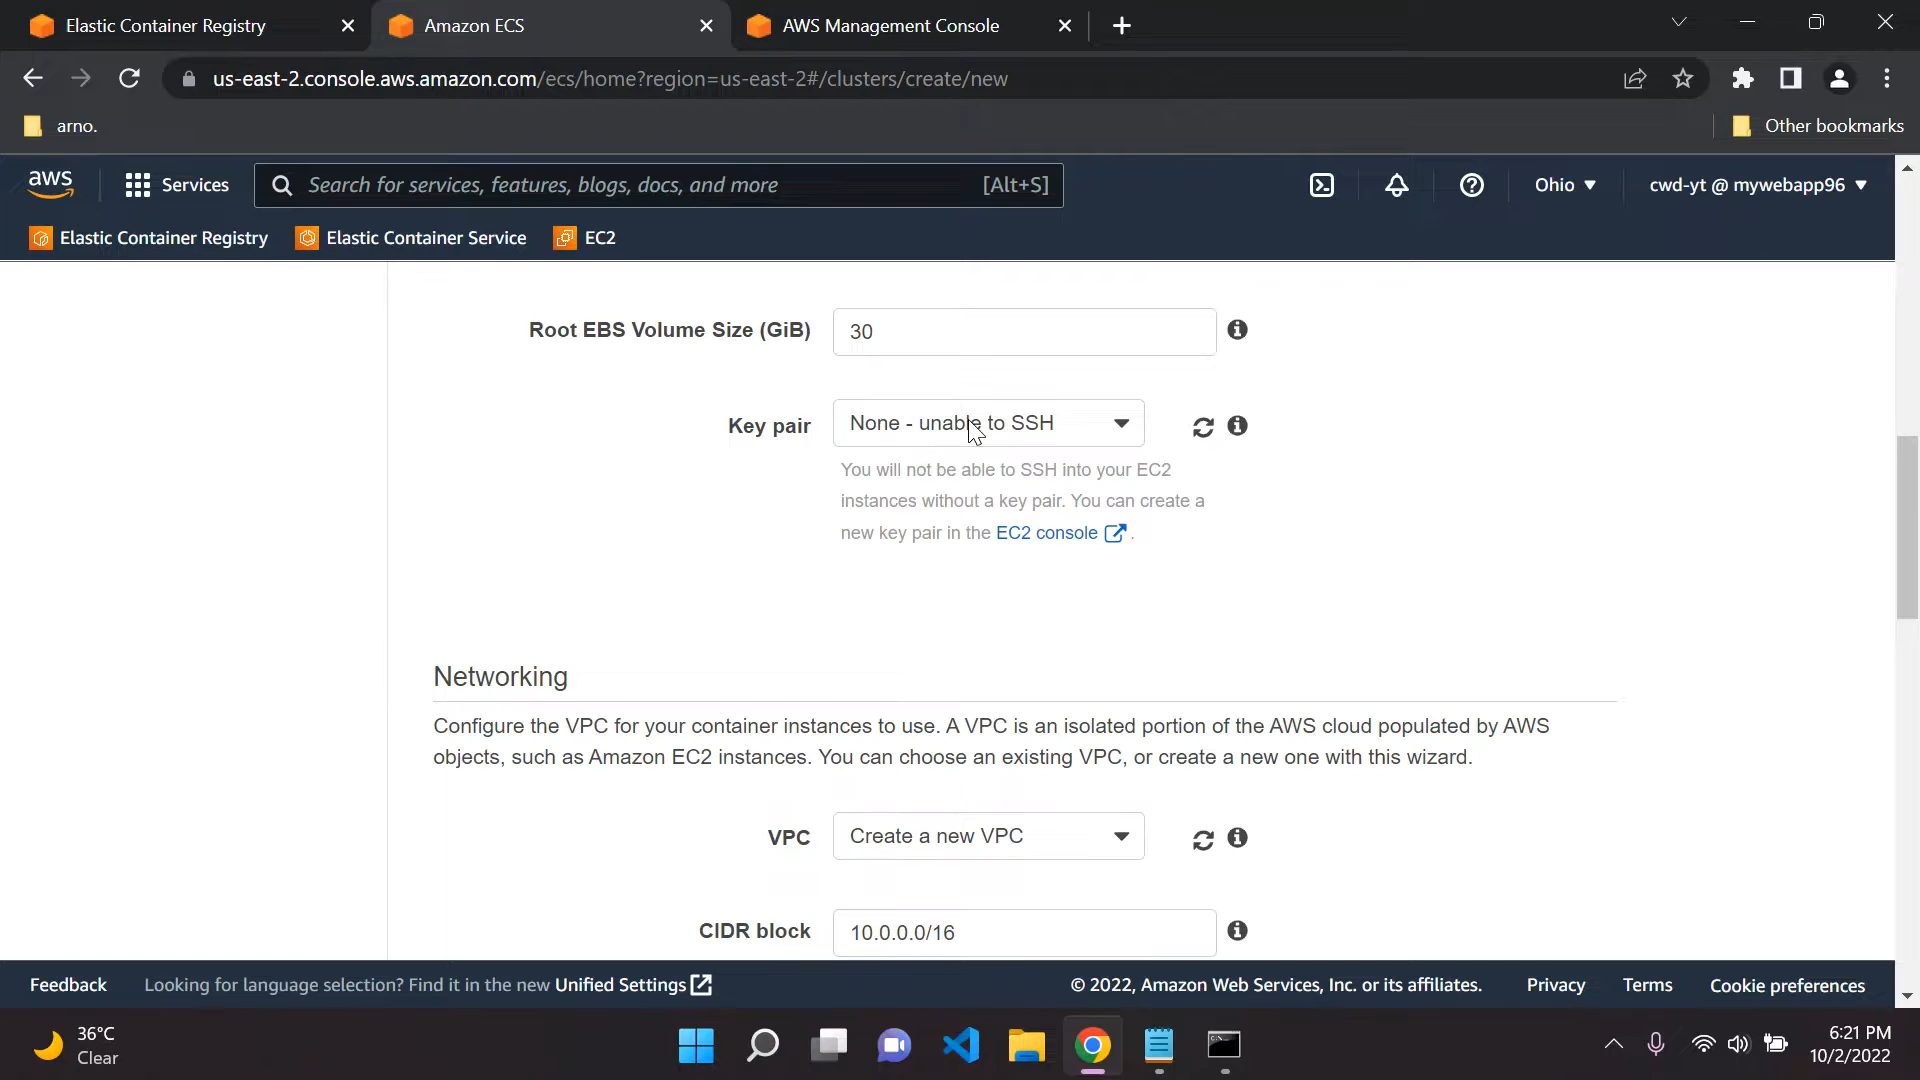 Elastic Container Registry
Amazon ECS
AWS Management Console
us-east-2.console.aws.amazon.com/ecs/home?region=us-east-2#/clusters/create/new
arno.
Other bookmarks
aws
Services
Search for services, features, blogs, docs, and more
[Alt+S]
Ohio
cwd-yt @ mywebapp96
Elastic Container Registry
Elastic Container Service
EC2
Root EBS Volume Size (GiB)
30
Key pair
None - unable to SSH
You will not be able to SSH into your EC2
instances without a key pair. You can create a
new key pair in the EC2 console .
Networking
Configure the VPC for your container instances to use. A VPC is an isolated portion of the AWS cloud populated by AWS
objects, such as Amazon EC2 instances. You can choose an existing VPC, or create a new one with this wizard.
VPC
Create a new VPC
CIDR block
10.0.0.0/16
Feedback
Looking for language selection? Find it in the new Unified Settings
© 2022, Amazon Web Services, Inc. or its affiliates.
Privacy
Terms
Cookie preferences
36°C
Clear
6:21 PM
10/2/2022